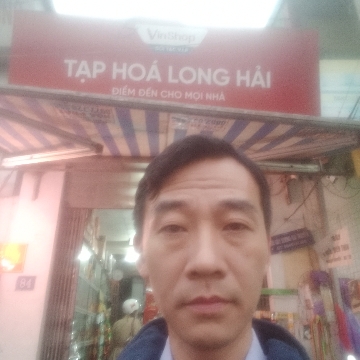 VinShop
TẠP HOÁ LONG HẢI
ĐIỂM ĐẾN CHO MỌI NHÀ